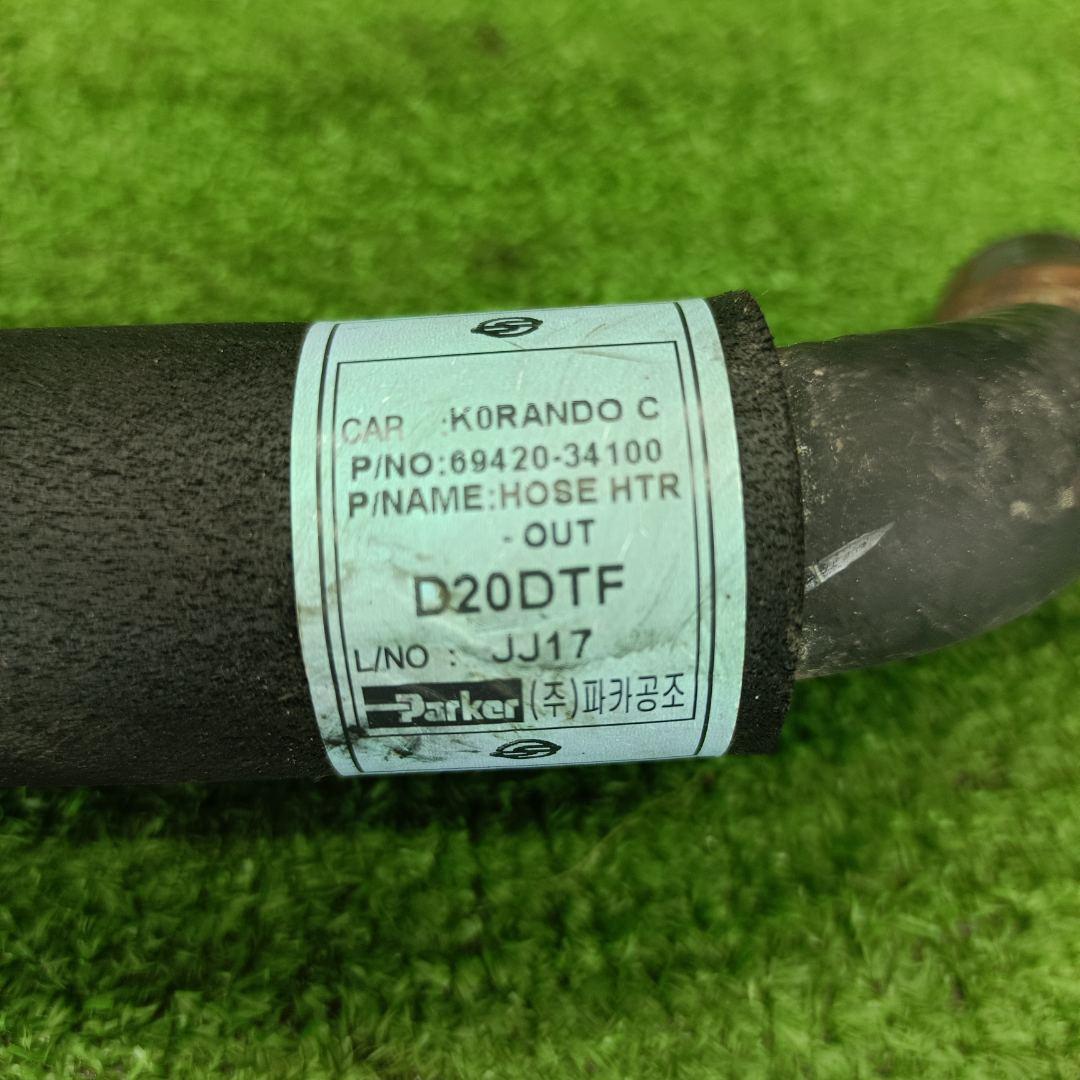 CAR :K0RANDO C
P/NO:69420-34100
P/NAME:HOSE HTR
- OUT
D20DTF
L/NO : JJ17
Parker (주)파카공조